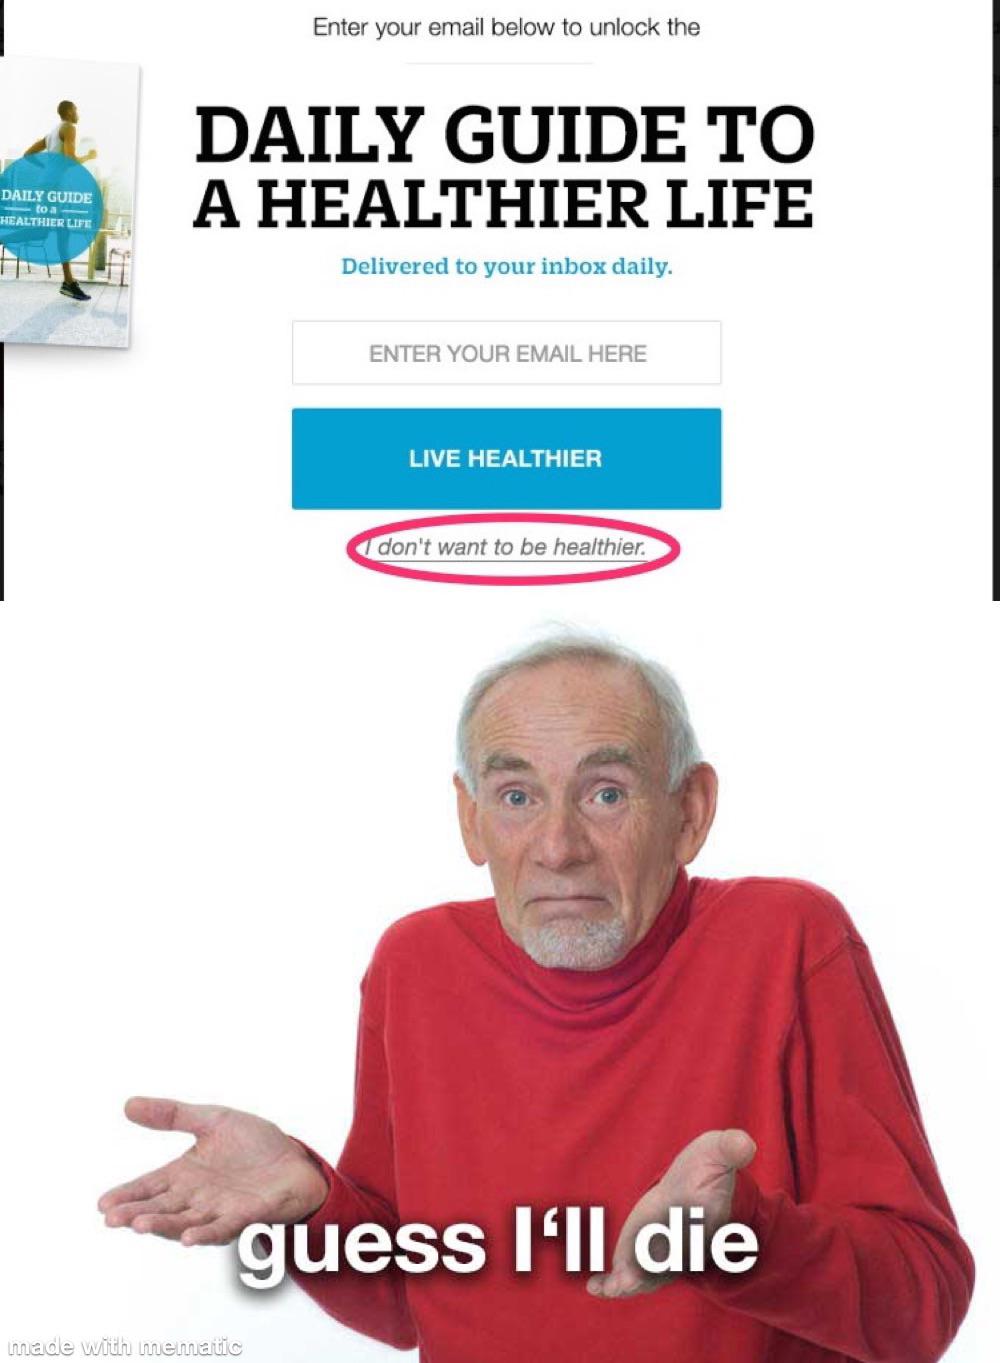 Enter your email below to unlock the
DAILY GUIDE TO
A HEALTHIER LIFE
DAILY GUIDE
to a
HEALTHIER LIFE
Delivered to your inbox daily.
ENTER YOUR EMAIL HERE
LIVE HEALTHIER
I don't want to be healthier.
guess I‘ll die
made with mematic